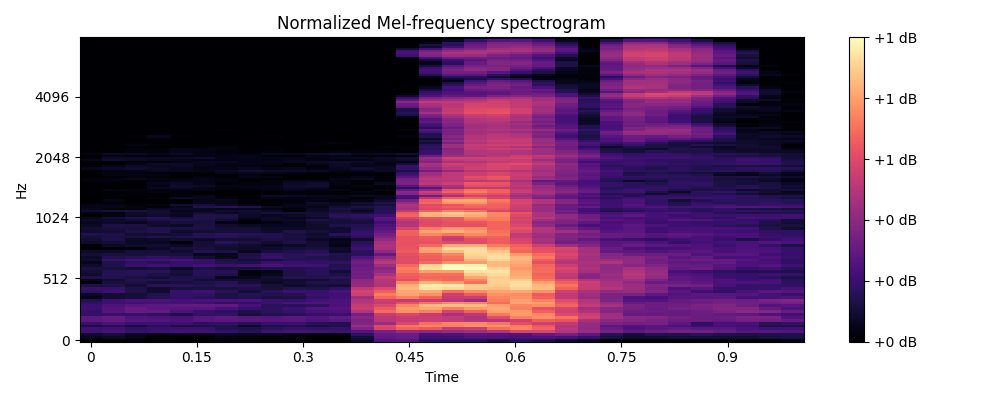 Normalized Mel-frequency spectrogram
Hz
4096
2048
1024
512
0
0 0.15 0.3 0.45 0.6 0.75 0.9
Time
+1 dB
+1 dB
+1 dB
+0 dB
+0 dB
+0 dB